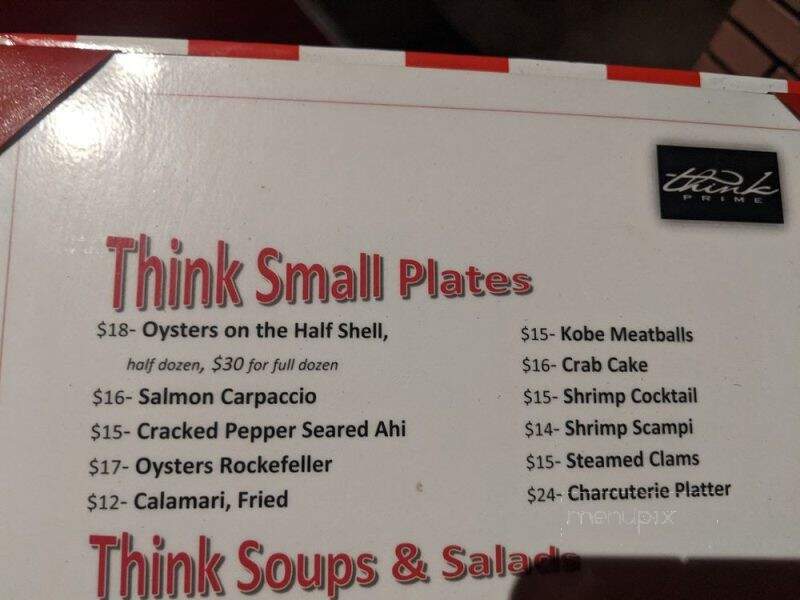 think
PRIME
Think Small Plates
$18- Oysters on the Half Shell,
half dozen, $30 for full dozen
$16- Salmon Carpaccio
$15- Cracked Pepper Seared Ahi
$17- Oysters Rockefeller
$12- Calamari, Fried
$15- Kobe Meatballs
$16- Crab Cake
$15- Shrimp Cocktail
$14- Shrimp Scampi
$15- Steamed Clams
$24- Charcuterie Platter
menupix
Think Soups & Salads